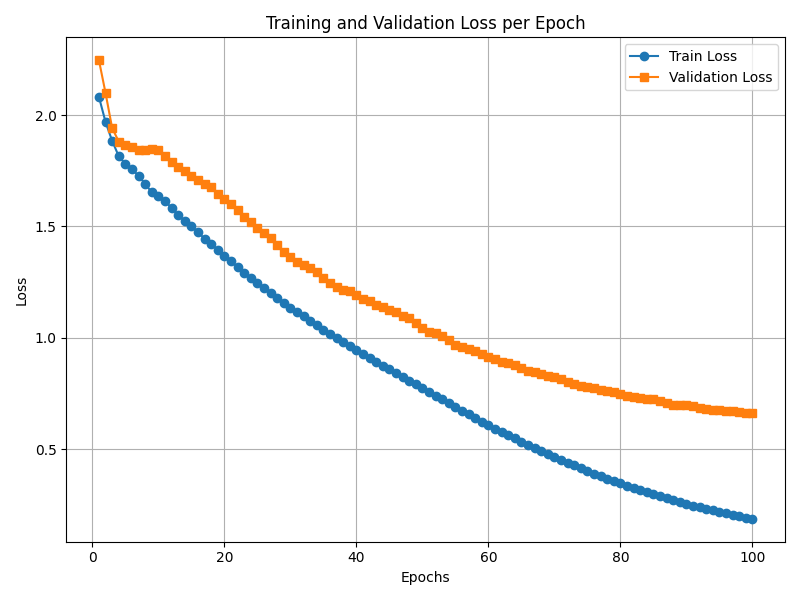 Training and Validation Loss per Epoch
Train Loss
Validation Loss
2.0
1.5
1.0
0.5
Loss
0 20 40 60 80 100
Epochs